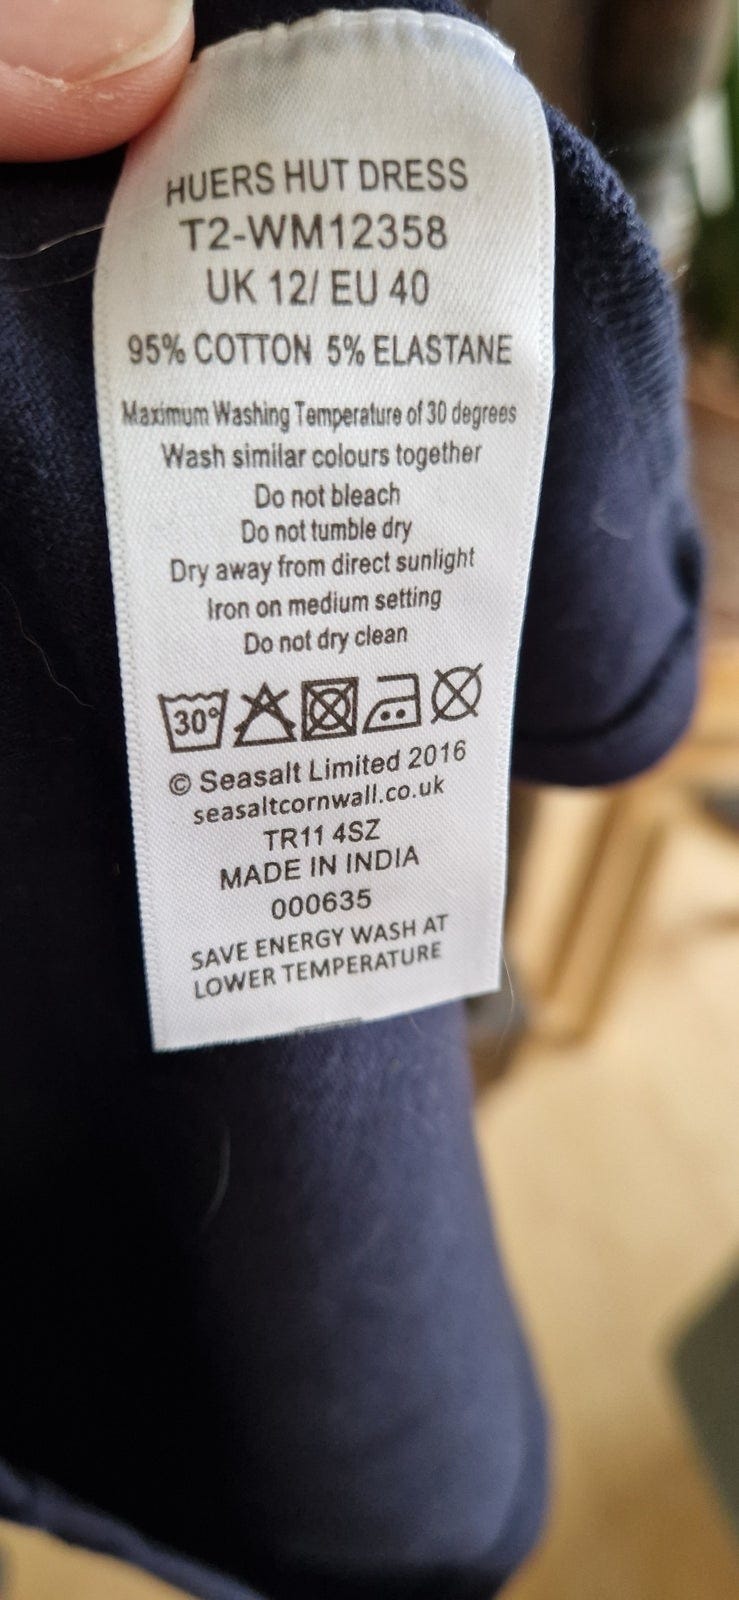 HUERS HUT DRESS
T2-WM12358
UK 12/ EU 40
95% COTTON 5% ELASTANE
Maximum Washing Temperature of 30 degrees
Wash similar colours together
Do not bleach
Do not tumble dry
Dry away from direct sunlight
Iron on medium setting
Do not dry clean
30°
© Seasalt Limited 2016
seasaltcornwall.co.uk
TR11 4SZ
MADE IN INDIA
000635
SAVE ENERGY WASH AT
LOWER TEMPERATURE